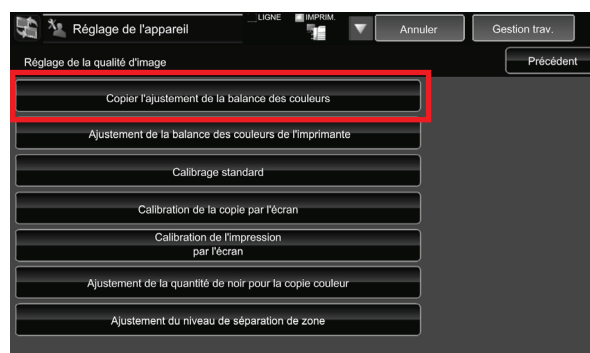 LIGNE IMPRIM.
Réglage de l'appareil Annuler Gestion trav.
Réglage de la qualité d'image Précédent
Copier l'ajustement de la balance des couleurs
Ajustement de la balance des couleurs de l'imprimante
Calibrage standard
Calibration de la copie par l'écran
Calibration de l'impression
par l'écran
Ajustement de la quantité de noir pour la copie couleur
Ajustement du niveau de séparation de zone